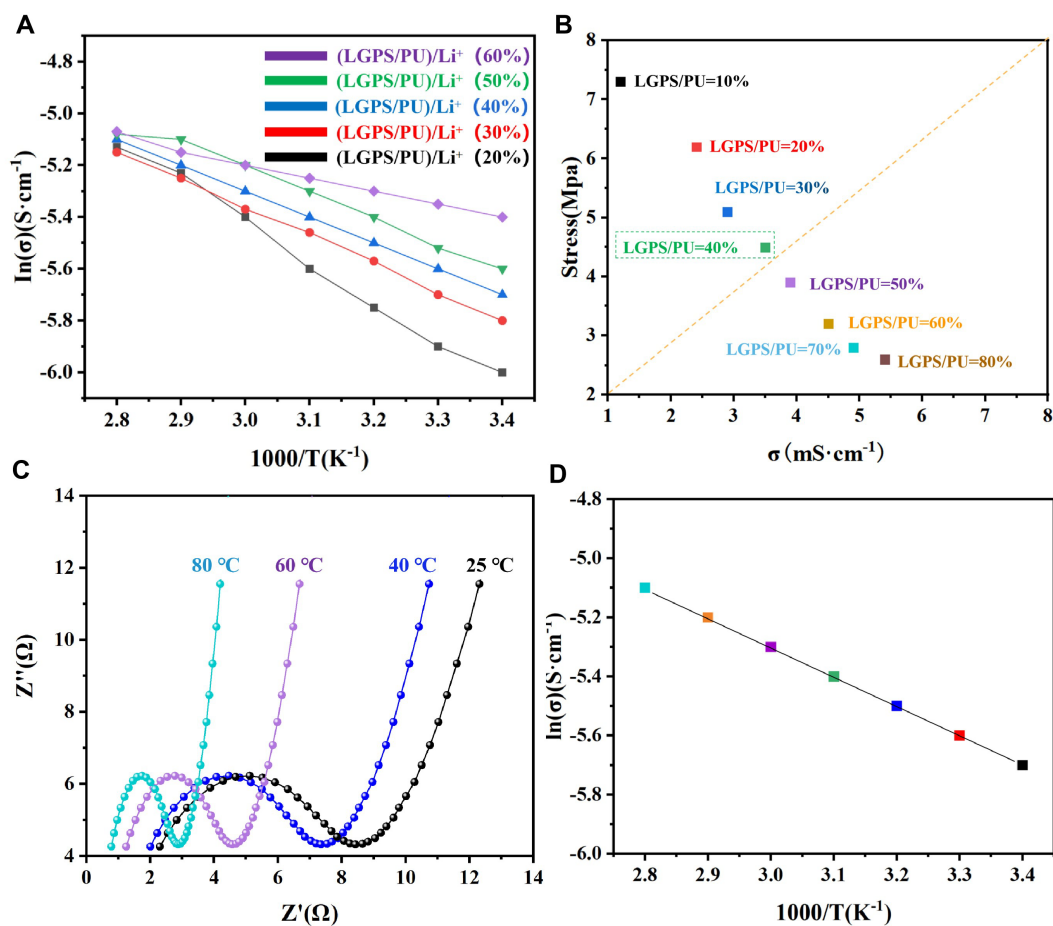 A
-4.8
-5.0
-5.2
-5.4
-5.6
-5.8
-6.0
In(σ)(S·cm⁻¹)
(LGPS/PU)/Li⁺ (60%)
(LGPS/PU)/Li⁺ (50%)
(LGPS/PU)/Li⁺ (40%)
(LGPS/PU)/Li⁺ (30%)
(LGPS/PU)/Li⁺ (20%)
2.8 2.9 3.0 3.1 3.2 3.3 3.4
1000/T(K⁻¹)
B
8
7
6
5
4
3
2
Stress(Mpa)
LGPS/PU=10%
LGPS/PU=20%
LGPS/PU=30%
LGPS/PU=40%
LGPS/PU=50%
LGPS/PU=60%
LGPS/PU=70%
LGPS/PU=80%
1 2 3 4 5 6 7 8
σ (mS·cm⁻¹)
C
14
12
10
8
6
4
Z''(Ω)
80 °C 60 °C 40 °C 25 °C
0 2 4 6 8 10 12 14
Z'(Ω)
D
-4.8
-5.0
-5.2
-5.4
-5.6
-5.8
-6.0
ln(σ)(S·cm⁻¹)
2.8 2.9 3.0 3.1 3.2 3.3 3.4
1000/T(K⁻¹)